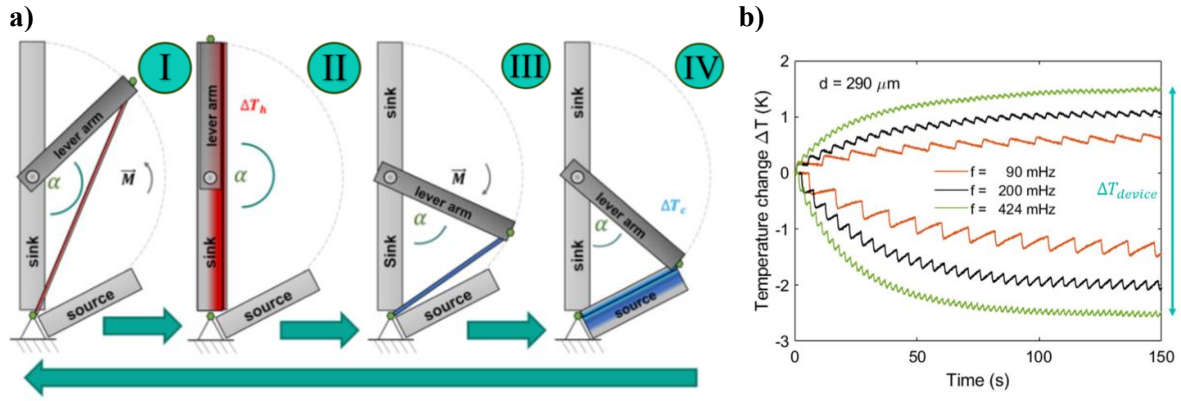 a)
I
II
III
IV
sink
lever arm
α
M
sink
source
lever arm
ΔT_h
α
M
sink
source
sink
lever arm
α
M
sink
source
sink
lever arm
ΔT_c
α
sink
source
b)
d = 290 μm
f = 90 mHz
f = 200 mHz
f = 424 mHz
ΔT_device
Temperature change ΔT (K)
2
1
0
-1
-2
-3
0
50
100
150
Time (s)